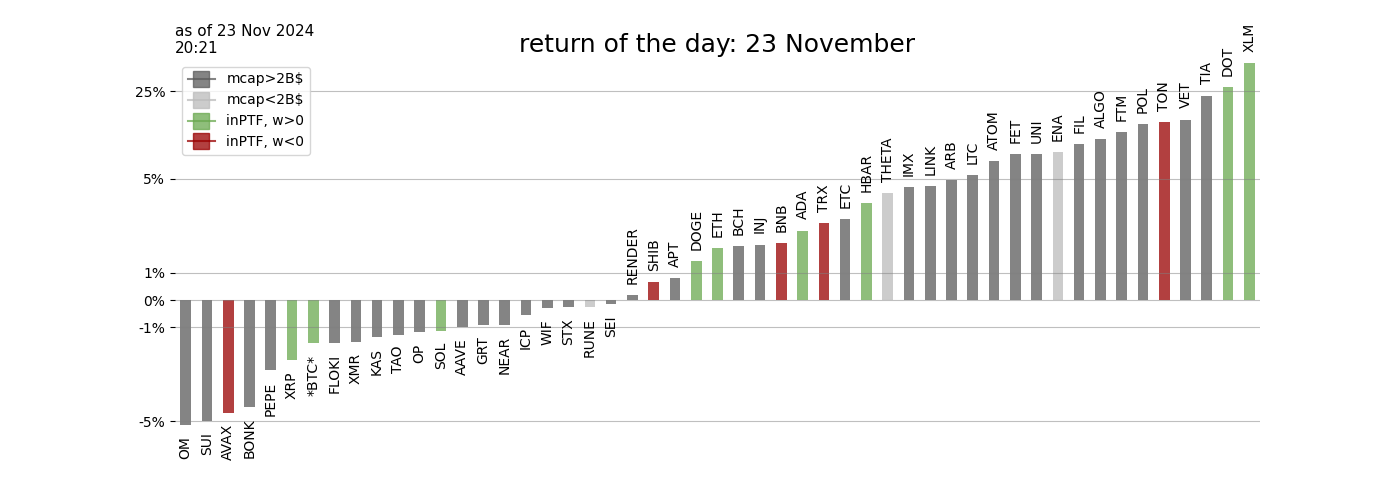 as of 23 Nov 2024
20:21
return of the day: 23 November
mcap>2B$
mcap<2B$
inPTF, w>0
inPTF, w<0
25%
5%
1%
0%
-1%
-5%
OM
SUI
AVAX
BONK
PEPE
XRP
*BTC*
FLOKI
XMR
KAS
TAO
OP
SOL
AAVE
GRT
NEAR
ICP
WIF
STX
RUNE
SEI
RENDER
SHIB
APT
DOGE
ETH
BCH
INJ
BNB
ADA
TRX
ETC
HBAR
THETA
IMX
LINK
ARB
LTC
ATOM
FET
UNI
ENA
FIL
ALGO
FTM
POL
TON
VET
TIA
DOT
XLM